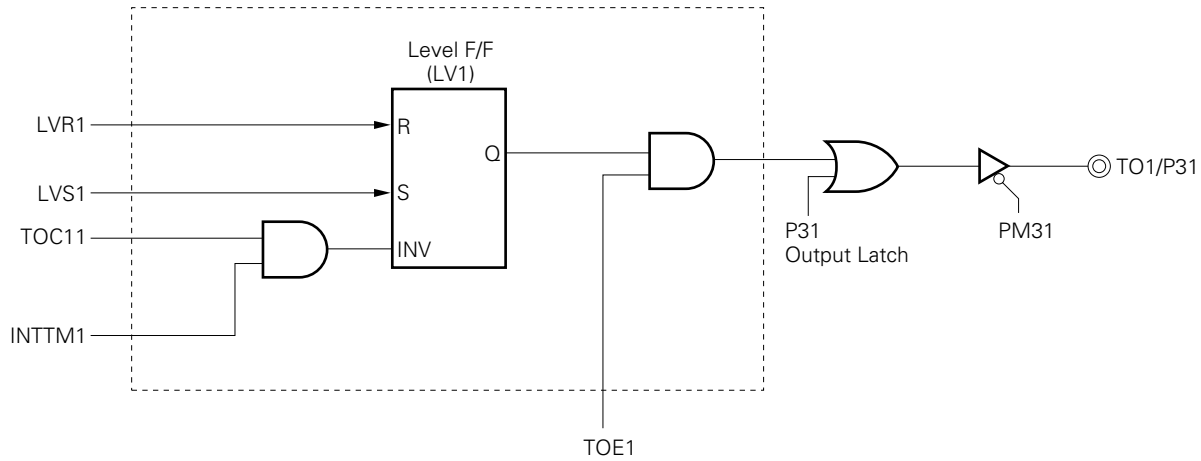 Level F/F
(LV1)
LVR1
R
Q
TO1/P31
LVS1
S
TOC11
P31
Output Latch
PM31
INV
INTTM1
TOE1